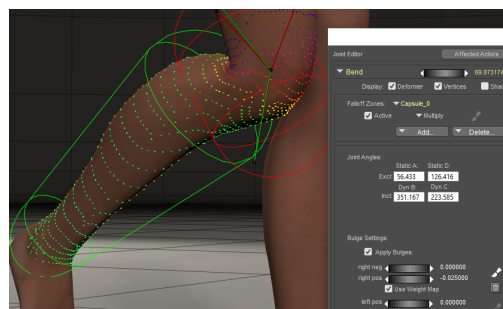 Joint Editor
Affected Actors
Bend
69.073174
Display:
Deformer
Vertices
Falloff Zones:
Capsule_0
Active
Multiply
Add...
Delete...
Joint Angles:
Static A: Static D:
Excl: 56.433 126.416
Dyn B: Dyn C:
Incl: 351.167 223.585
Bulge Settings:
Apply Bulges:
right neg 0.000000
right pos -0.025000
Use Weight Map
left pos 0.000000